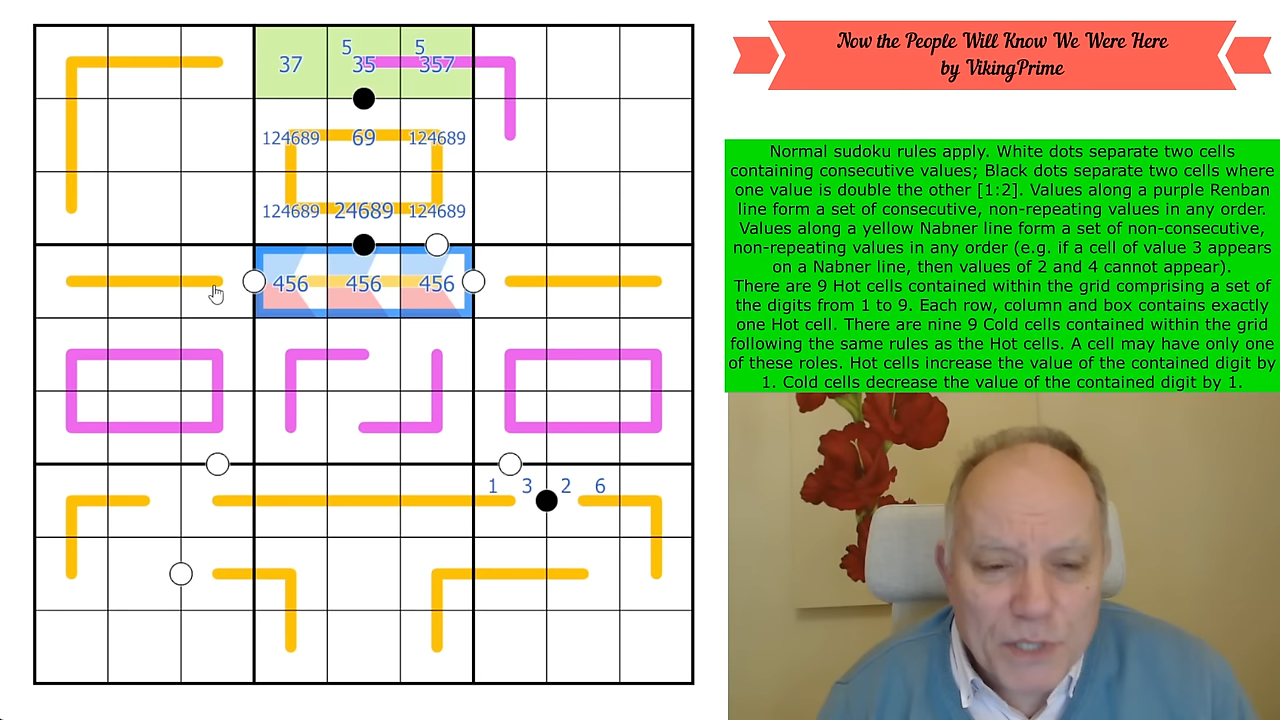 Now the People Will Know We Were Here
by VikingPrime
Normal sudoku rules apply. White dots separate two cells
containing consecutive values; Black dots separate two cells where
one value is double the other [1:2]. Values along a purple Renban
line form a set of consecutive, non-repeating values in any order.
Values along a yellow Nabner line form a set of non-consecutive,
non-repeating values in any order (e.g. if a cell of value 3 appears
on a Nabner line, then values of 2 and 4 cannot appear).
There are 9 Hot cells contained within the grid comprising a set of
the digits from 1 to 9. Each row, column and box contains exactly
one Hot cell. There are nine 9 Cold cells contained within the grid
following the same rules as the Hot cells. A cell may have only one
of these roles. Hot cells increase the value of the contained digit by
1. Cold cells decrease the value of the contained digit by 1.
5 5
37 35 357
124689 69 124689
124689 24689 124689
456 456 456
1 3 2 6